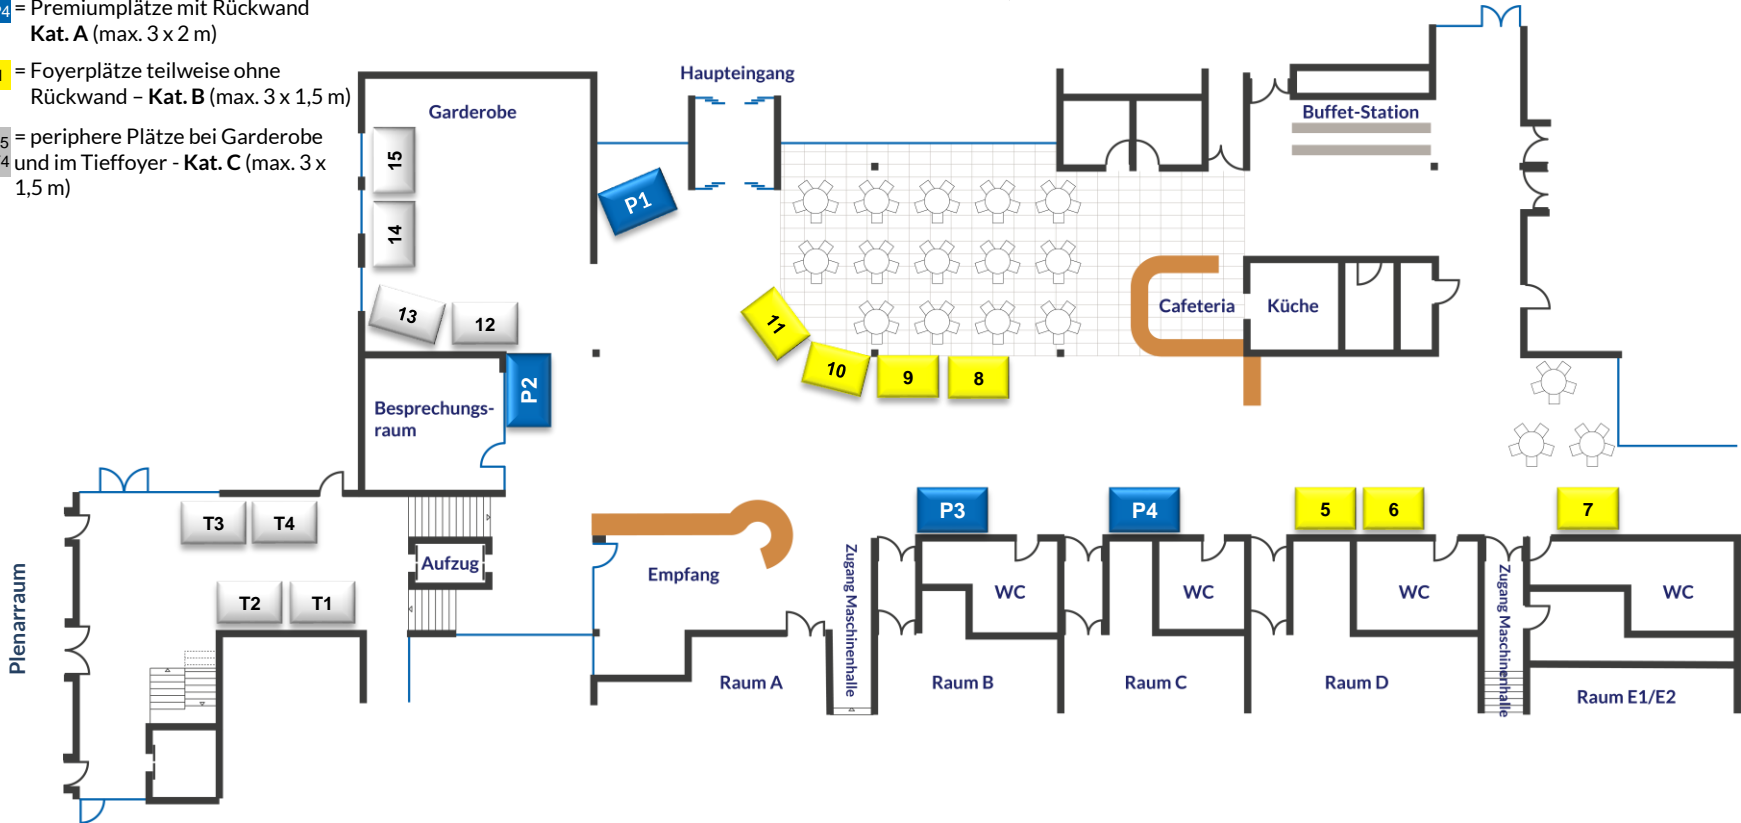 = Premiumplätze mit Rückwand
Kat. A (max. 3 x 2 m)
= Foyerplätze teilweise ohne
Rückwand – Kat. B (max. 3 x 1,5 m)
= periphere Plätze bei Garderobe
und im Tieffoyer - Kat. C (max. 3 x
1,5 m)
Haupteingang
Garderobe
Buffet-Station
15
P1
14
13
12
11
Cafeteria
Küche
10
9
8
P2
Besprechungs-
raum
T3
T4
P3
P4
5
6
7
Aufzug
Empfang
Zugang Maschinenhalle
WC
WC
WC
Zugang Maschinenhalle
WC
T2
T1
Plenarraum
Raum A
Raum B
Raum C
Raum D
Raum E1/E2